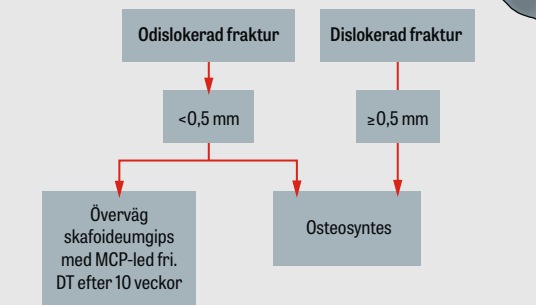 Odislokerad fraktur
Dislokerad fraktur
<0,5 mm
≥0,5 mm
Överväg
skafoideumgips
med MCP-led fri.
DT efter 10 veckor
Osteosyntes